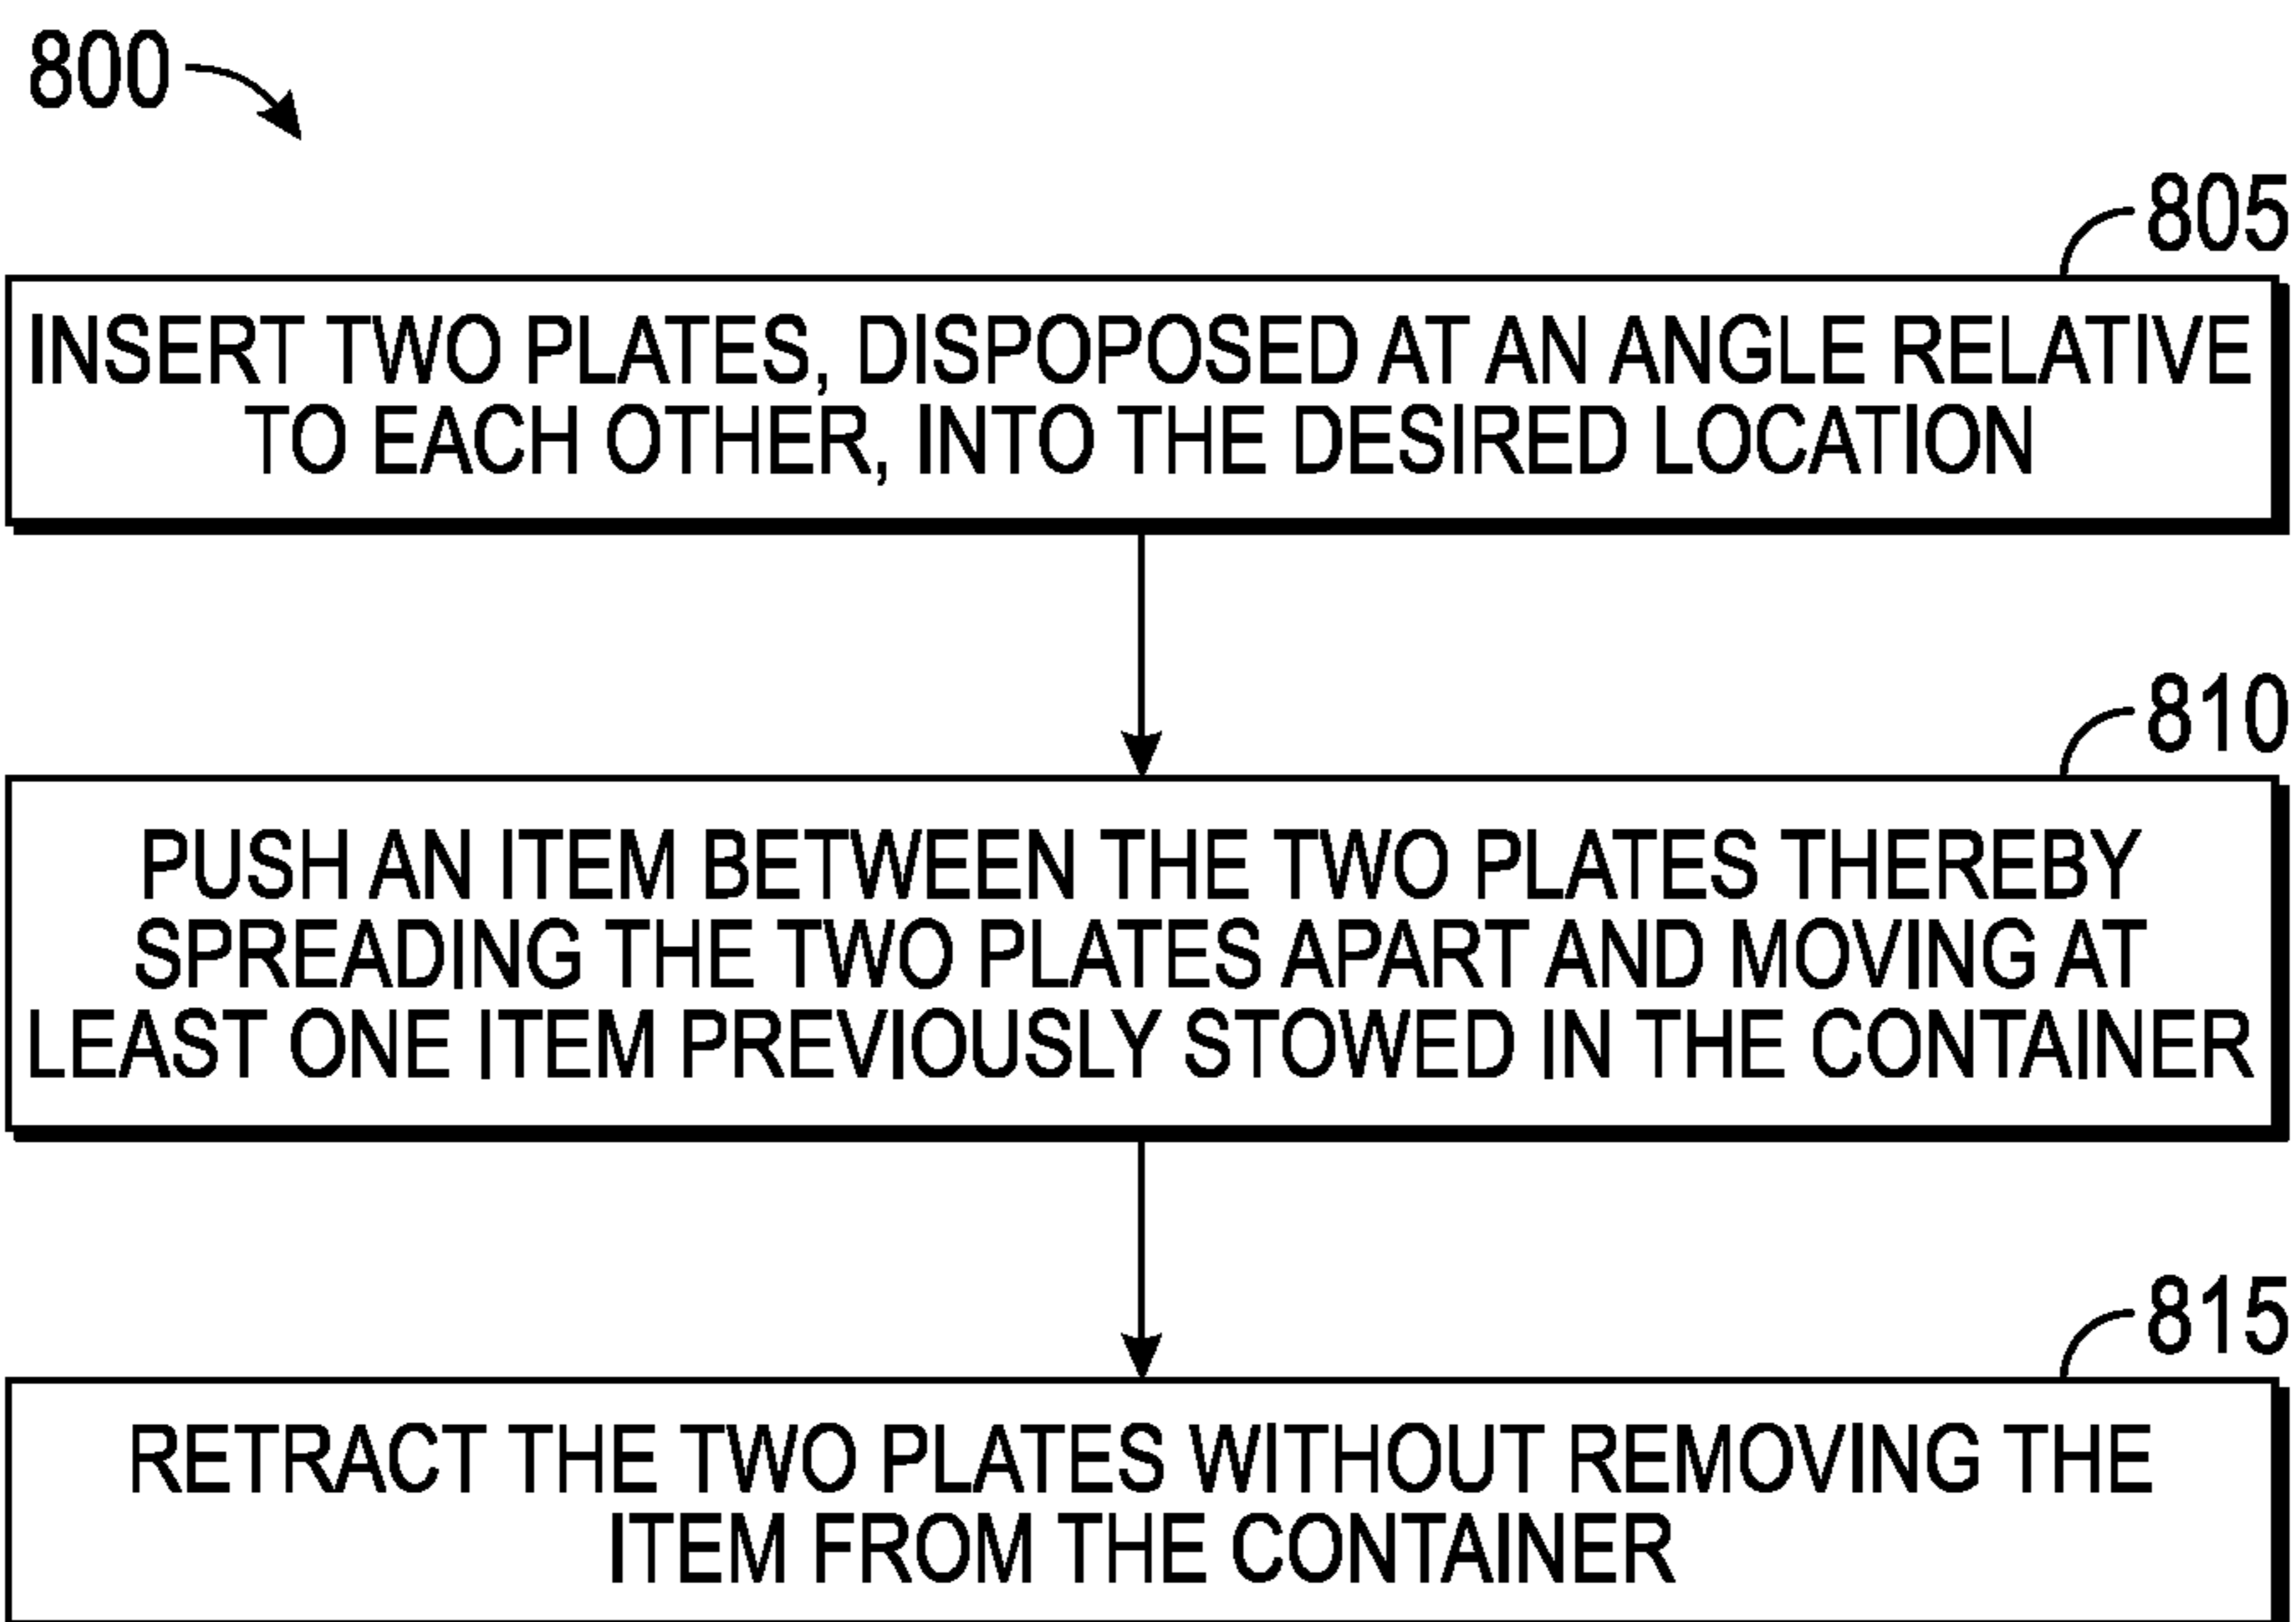 800
805
INSERT TWO PLATES, DISPOPOSED AT AN ANGLE RELATIVE
TO EACH OTHER, INTO THE DESIRED LOCATION
810
PUSH AN ITEM BETWEEN THE TWO PLATES THEREBY
SPREADING THE TWO PLATES APART AND MOVING AT
LEAST ONE ITEM PREVIOUSLY STOWED IN THE CONTAINER
815
RETRACT THE TWO PLATES WITHOUT REMOVING THE
ITEM FROM THE CONTAINER